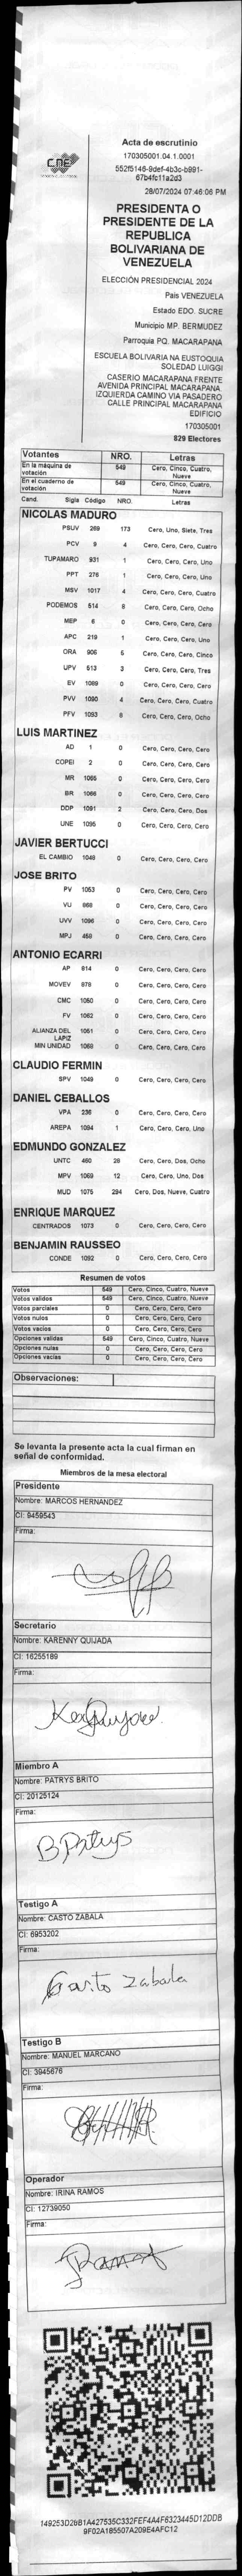 CNE
Acta de escrutinio
170305001.04.1.0001
28/07/2024 07:46:06 PM
PRESIDENTA O
PRESIDENTE DE LA
REPUBLICA
BOLIVARIANA DE
VENEZUELA
ELECCIÓN PRESIDENCIAL 2024
País VENEZUELA
Estado EDO. SUCRE
Municipio MP. BERMUDEZ
Parroquia PQ. MACARAPANA
ESCUELA BOLIVARIA NA EUSTOQUIA
SOLEDAD LUIGGI
CASERIO MACARAPANA FRENTE
AVENIDA PRINCIPAL MACARAPANA.
IZQUIERDA CAMINO VIA PASADERO
CALLE PRINCIPAL MACARAPANA
EDIFICIO
170305001
829 Electores
Votantes NRO. Letras
En la máquina de votación 549 Cero, Cinco, Cuatro, Nueve
En el cuaderno de votación 549 Cero, Cinco, Cuatro, Nueve
Cand. Sigla Código NRO. Letras
NICOLAS MADURO
PSUV 269 173 Cero, Uno, Siete, Tres
PCV 9 4 Cero, Cero, Cero, Cuatro
TUPAMARO 931 1 Cero, Cero, Cero, Uno
PPT 276 1 Cero, Cero, Cero, Uno
MSV 1017 4 Cero, Cero, Cero, Cuatro
PODEMOS 514 8 Cero, Cero, Cero, Ocho
MEP 6 0 Cero, Cero, Cero, Cero
APC 219 1 Cero, Cero, Cero, Uno
ORA 906 5 Cero, Cero, Cero, Cinco
UPV 513 3 Cero, Cero, Cero, Tres
EV 1089 0 Cero, Cero, Cero, Cero
PVV 1090 4 Cero, Cero, Cero, Cuatro
PFV 1093 8 Cero, Cero, Cero, Ocho
LUIS MARTINEZ
AD 1 0 Cero, Cero, Cero, Cero
COPEI 2 0 Cero, Cero, Cero, Cero
MR 1065 0 Cero, Cero, Cero, Cero
BR 1066 0 Cero, Cero, Cero, Cero
DDP 1091 2 Cero, Cero, Cero, Dos
UNE 1095 0 Cero, Cero, Cero, Cero
JAVIER BERTUCCI
EL CAMBIO 1048 0 Cero, Cero, Cero, Cero
JOSE BRITO
PV 1053 0 Cero, Cero, Cero, Cero
VU 868 0 Cero, Cero, Cero, Cero
UVV 1096 0 Cero, Cero, Cero, Cero
MPJ 459 0 Cero, Cero, Cero, Cero
ANTONIO ECARRI
AP 814 0 Cero, Cero, Cero, Cero
MOVEV 978 0 Cero, Cero, Cero, Cero
CMC 1050 0 Cero, Cero, Cero, Cero
FV 1062 0 Cero, Cero, Cero, Cero
ALIANZA DEL LAPIZ 1051 0 Cero, Cero, Cero, Cero
MIN UNIDAD 1058 0 Cero, Cero, Cero, Cero
CLAUDIO FERMIN
SPV 1049 0 Cero, Cero, Cero, Cero
DANIEL CEBALLOS
VPA 236 0 Cero, Cero, Cero, Cero
AREPA 1094 1 Cero, Cero, Cero, Uno
EDMUNDO GONZALEZ
UNTC 460 28 Cero, Cero, Dos, Ocho
MPV 1069 12 Cero, Cero, Uno, Dos
MUD 1075 294 Cero, Dos, Nueve, Cuatro
ENRIQUE MARQUEZ
CENTRADOS 1073 0 Cero, Cero, Cero, Cero
BENJAMIN RAUSSEO
CONDE 1092 0 Cero, Cero, Cero, Cero
Resumen de votos
Votos 549 Cero, Cinco, Cuatro, Nueve
Votos validos 549 Cero, Cinco, Cuatro, Nueve
Votos parciales 0 Cero, Cero, Cero, Cero
Votos nulos 0 Cero, Cero, Cero, Cero
Votos vacios 0 Cero, Cero, Cero, Cero
Opciones validas 549 Cero, Cinco, Cuatro, Nueve
Opciones nulas 0 Cero, Cero, Cero, Cero
Opciones vacias 0 Cero, Cero, Cero, Cero
Observaciones:
Se levanta la presente acta la cual firman en
señal de conformidad.
Miembros de la mesa electoral
Presidente
Nombre: MARCOS HERNANDEZ
CI: 9459543
Firma:
Secretario
Nombre: KARENNY QUIJADA
CI: 16255189
Firma:
Miembro A
Nombre: PATRYS BRITO
CI: 20125124
Firma:
B Patrys
Testigo A
Nombre: CASTO ZABALA
CI: 6953202
Firma:
Casto Zabala
Testigo B
Nombre: MANUEL MARCANO
CI: 3945676
Firma:
Operador
Nombre: IRINA RAMOS
CI: 12739050
Firma:
149253D26B1A427535C332FEF4A4F6323445D12DDB
9F02A185507A209E4AFC12